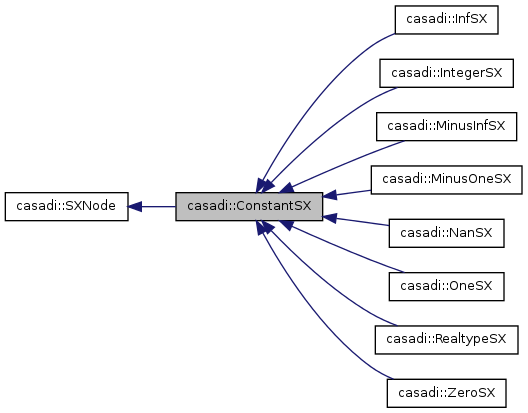 casadi::InfSX
casadi::IntegerSX
casadi::MinusInfSX
casadi::MinusOneSX
casadi::SXNode
casadi::ConstantSX
casadi::NanSX
casadi::OneSX
casadi::RealtypeSX
casadi::ZeroSX